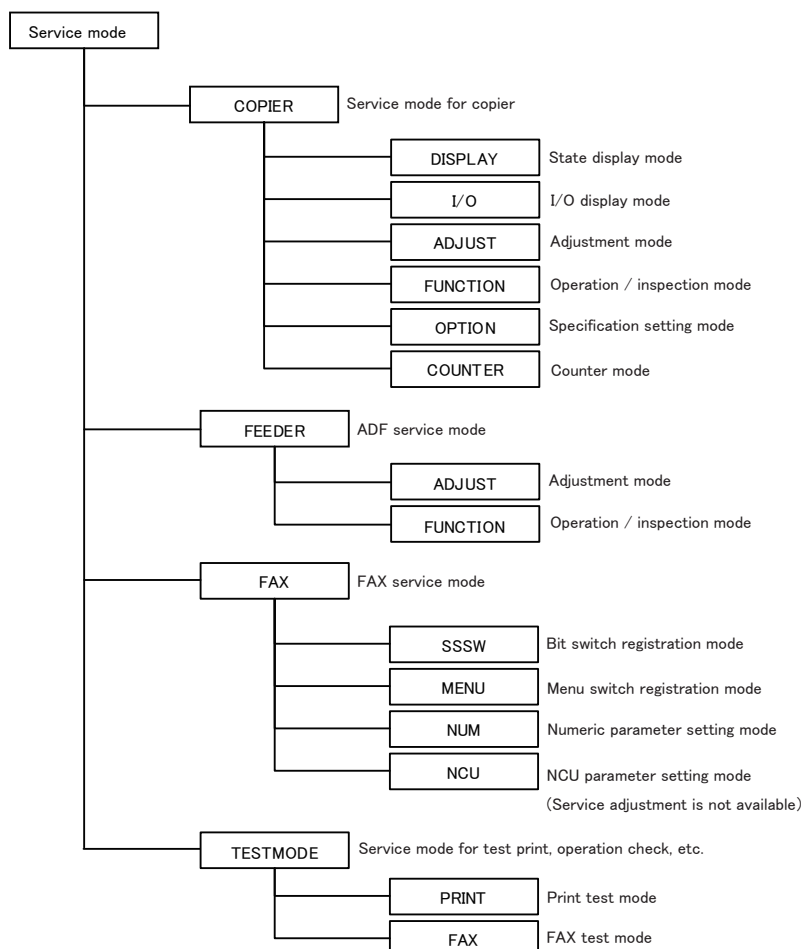 Service mode
COPIER Service mode for copier
DISPLAY State display mode
I/O I/O display mode
ADJUST Adjustment mode
FUNCTION Operation / inspection mode
OPTION Specification setting mode
COUNTER Counter mode
FEEDER ADF service mode
ADJUST Adjustment mode
FUNCTION Operation / inspection mode
FAX FAX service mode
SSSW Bit switch registration mode
MENU Menu switch registration mode
NUM Numeric parameter setting mode
NCU NCU parameter setting mode
(Service adjustment is not available)
TESTMODE Service mode for test print, operation check, etc.
PRINT Print test mode
FAX FAX test mode